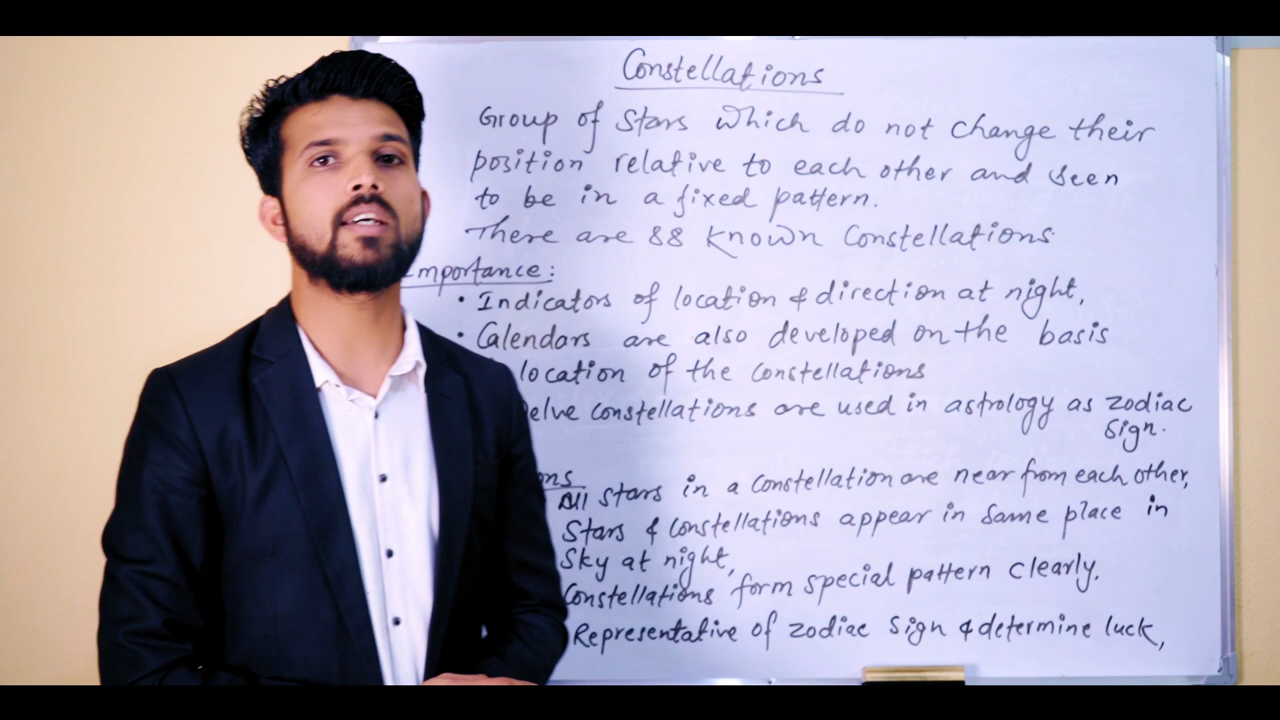 Constellations
Group of stars which do not change their
position relative to each other and seen
to be in a fixed pattern.
There are 88 known Constellations
Importance:
• Indicators of location & direction at night,
• Calendars are also developed on the basis
location of the constellations
constellations are used in astrology as zodiac
Sign.
All stars in a constellation are near from each other,
Stars & constellations appear in same place in
Sky at night,
Constellations form special pattern clearly.
Representative of zodiac sign & determine luck,